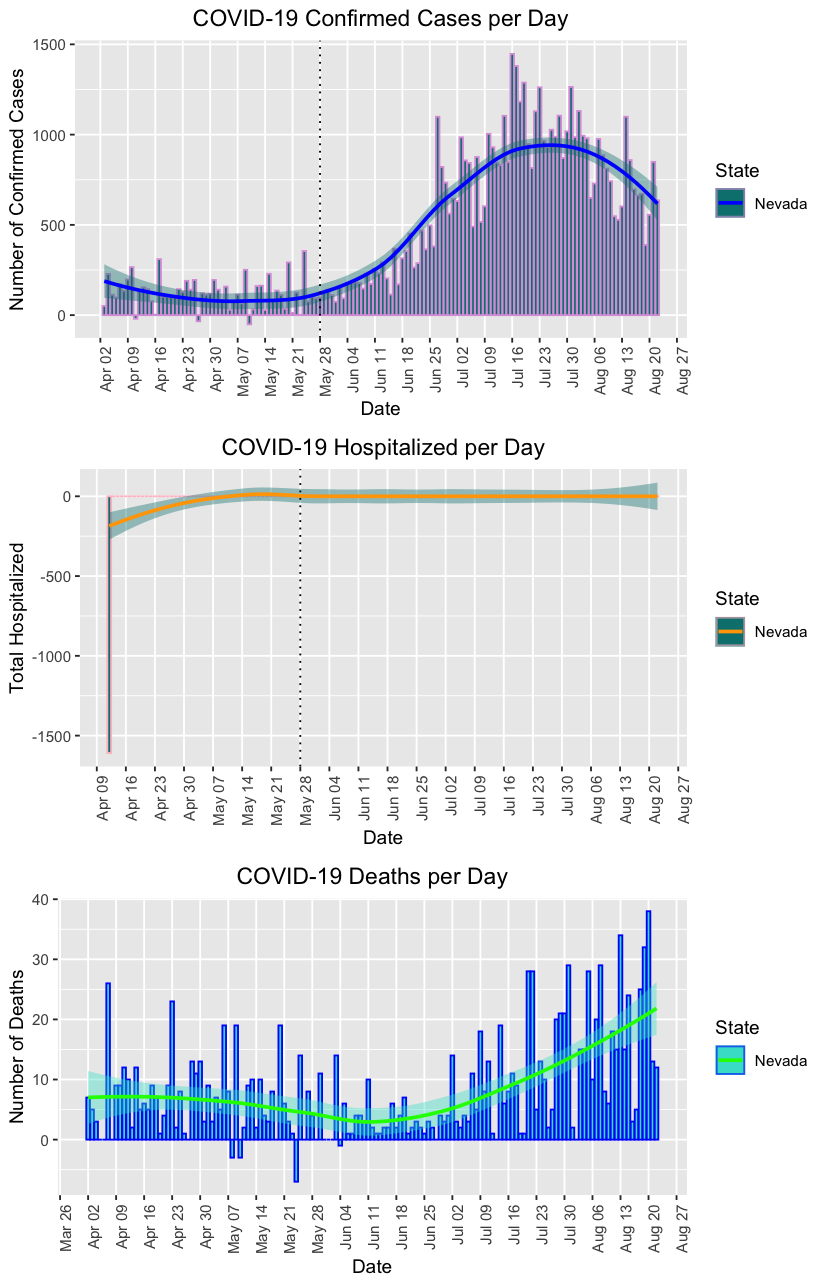 COVID-19 Confirmed Cases per Day
1500
1000
500
0
Number of Confirmed Cases
Apr 02
Apr 09
Apr 16
Apr 23
Apr 30
May 07
May 14
May 21
May 28
Jun 04
Jun 11
Jun 18
Jun 25
Jul 02
Jul 09
Jul 16
Jul 23
Jul 30
Aug 06
Aug 13
Aug 20
Aug 27
Date
State
Nevada
COVID-19 Hospitalized per Day
0
-500
-1000
-1500
Total Hospitalized
Apr 09
Apr 16
Apr 23
Apr 30
May 07
May 14
May 21
May 28
Jun 04
Jun 11
Jun 18
Jun 25
Jul 02
Jul 09
Jul 16
Jul 23
Jul 30
Aug 06
Aug 13
Aug 20
Aug 27
Date
State
Nevada
COVID-19 Deaths per Day
40
30
20
10
0
Number of Deaths
Mar 26
Apr 02
Apr 09
Apr 16
Apr 23
Apr 30
May 07
May 14
May 21
May 28
Jun 04
Jun 11
Jun 18
Jun 25
Jul 02
Jul 09
Jul 16
Jul 23
Jul 30
Aug 06
Aug 13
Aug 20
Aug 27
Date
State
Nevada